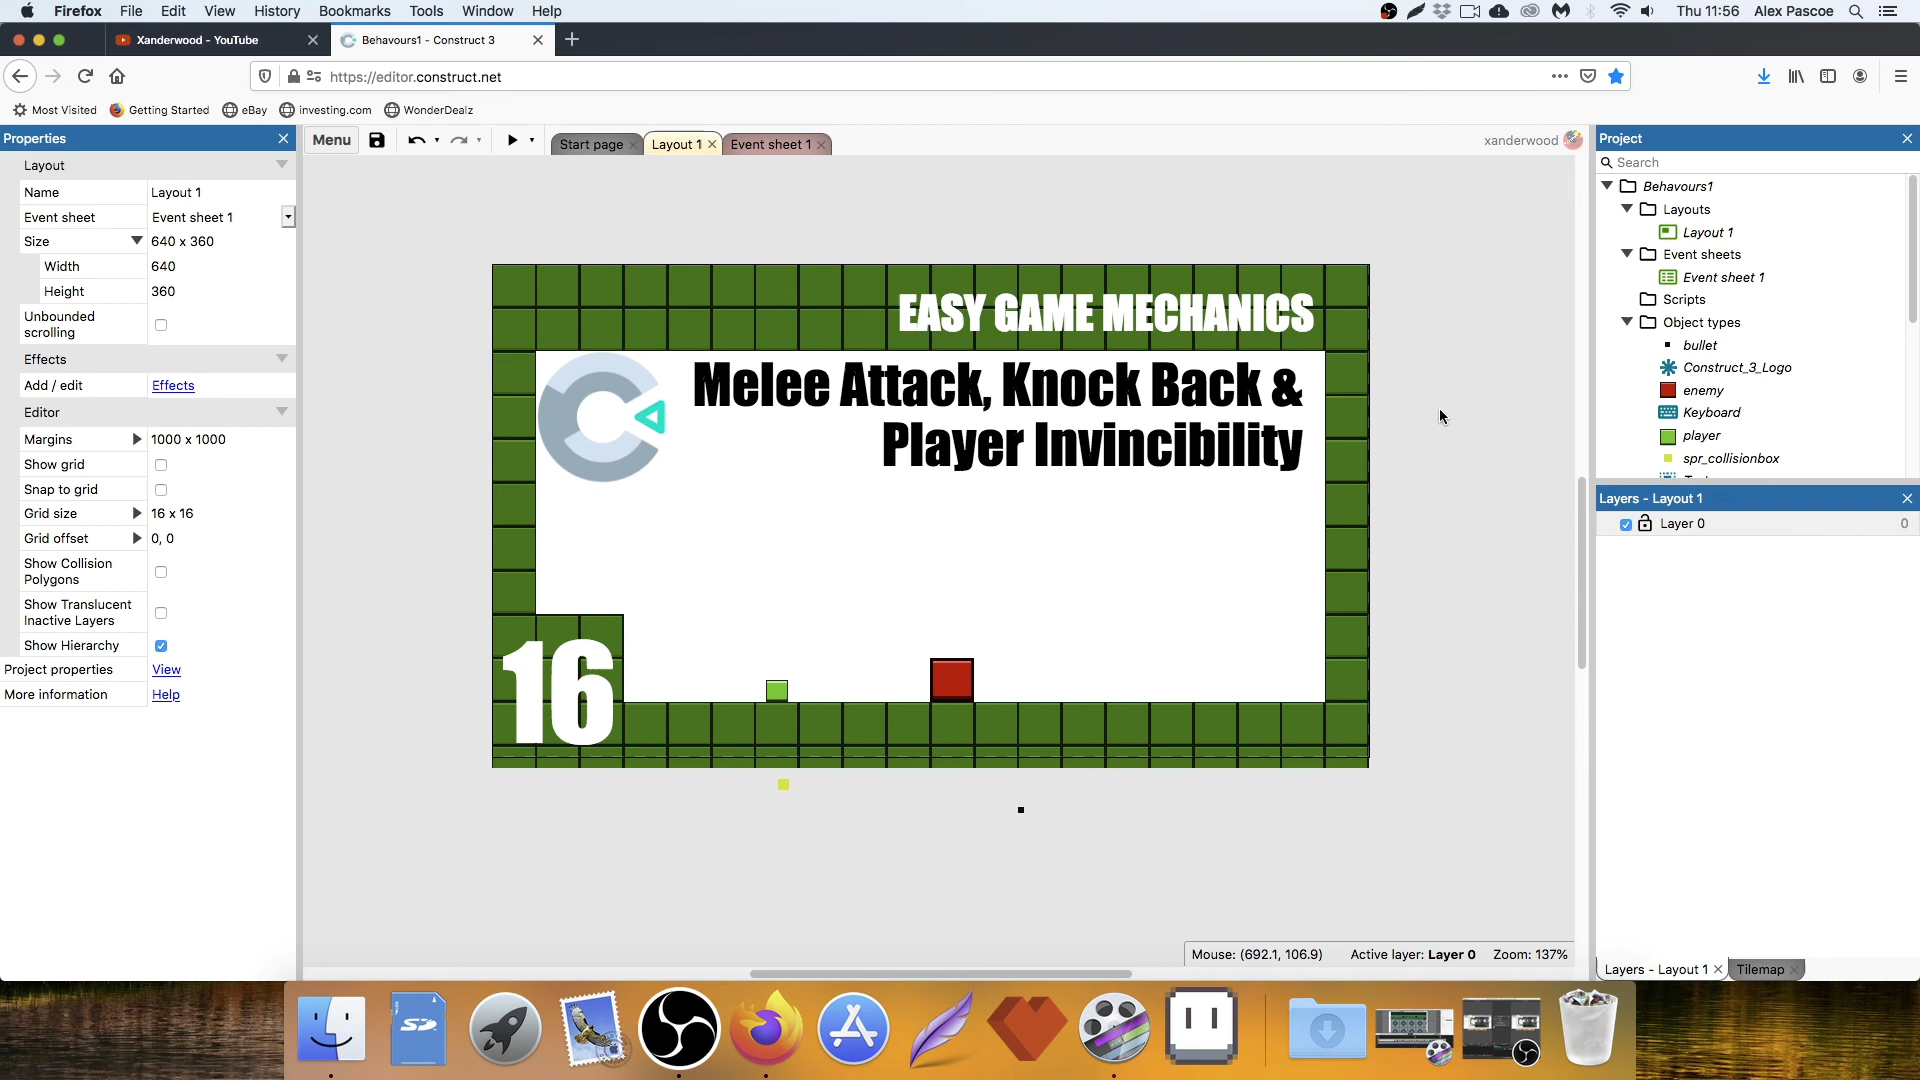 Firefox File Edit View History Bookmarks Tools Window Help Thu 11:56 Alex Pascoe
Xanderwood - YouTube Behavours1 - Construct 3
https://editor.construct.net
Most Visited Getting Started eBay investing.com WonderDealz
Properties
Layout
Name Layout 1
Event sheet Event sheet 1
Size 640 x 360
Width 640
Height 360
Unbounded
scrolling
Effects
Add / edit Effects
Editor
Margins 1000 x 1000
Show grid
Snap to grid
Grid size 16 x 16
Grid offset 0, 0
Show Collision
Polygons
Show Translucent
Inactive Layers
Show Hierarchy
Project properties View
More information Help
Menu Start page Layout 1 Event sheet 1 xanderwood
EASY GAME MECHANICS
Melee Attack, Knock Back &
Player Invincibility
16
Mouse: (692.1, 106.9) Active layer: Layer 0 Zoom: 137%
Project
Search
Behavours1
Layouts
Layout 1
Event sheets
Event sheet 1
Scripts
Object types
bullet
Construct_3_Logo
enemy
Keyboard
player
spr_collisionbox
Layers - Layout 1
Layer 0 0
Layers - Layout 1 Tilemap
SD